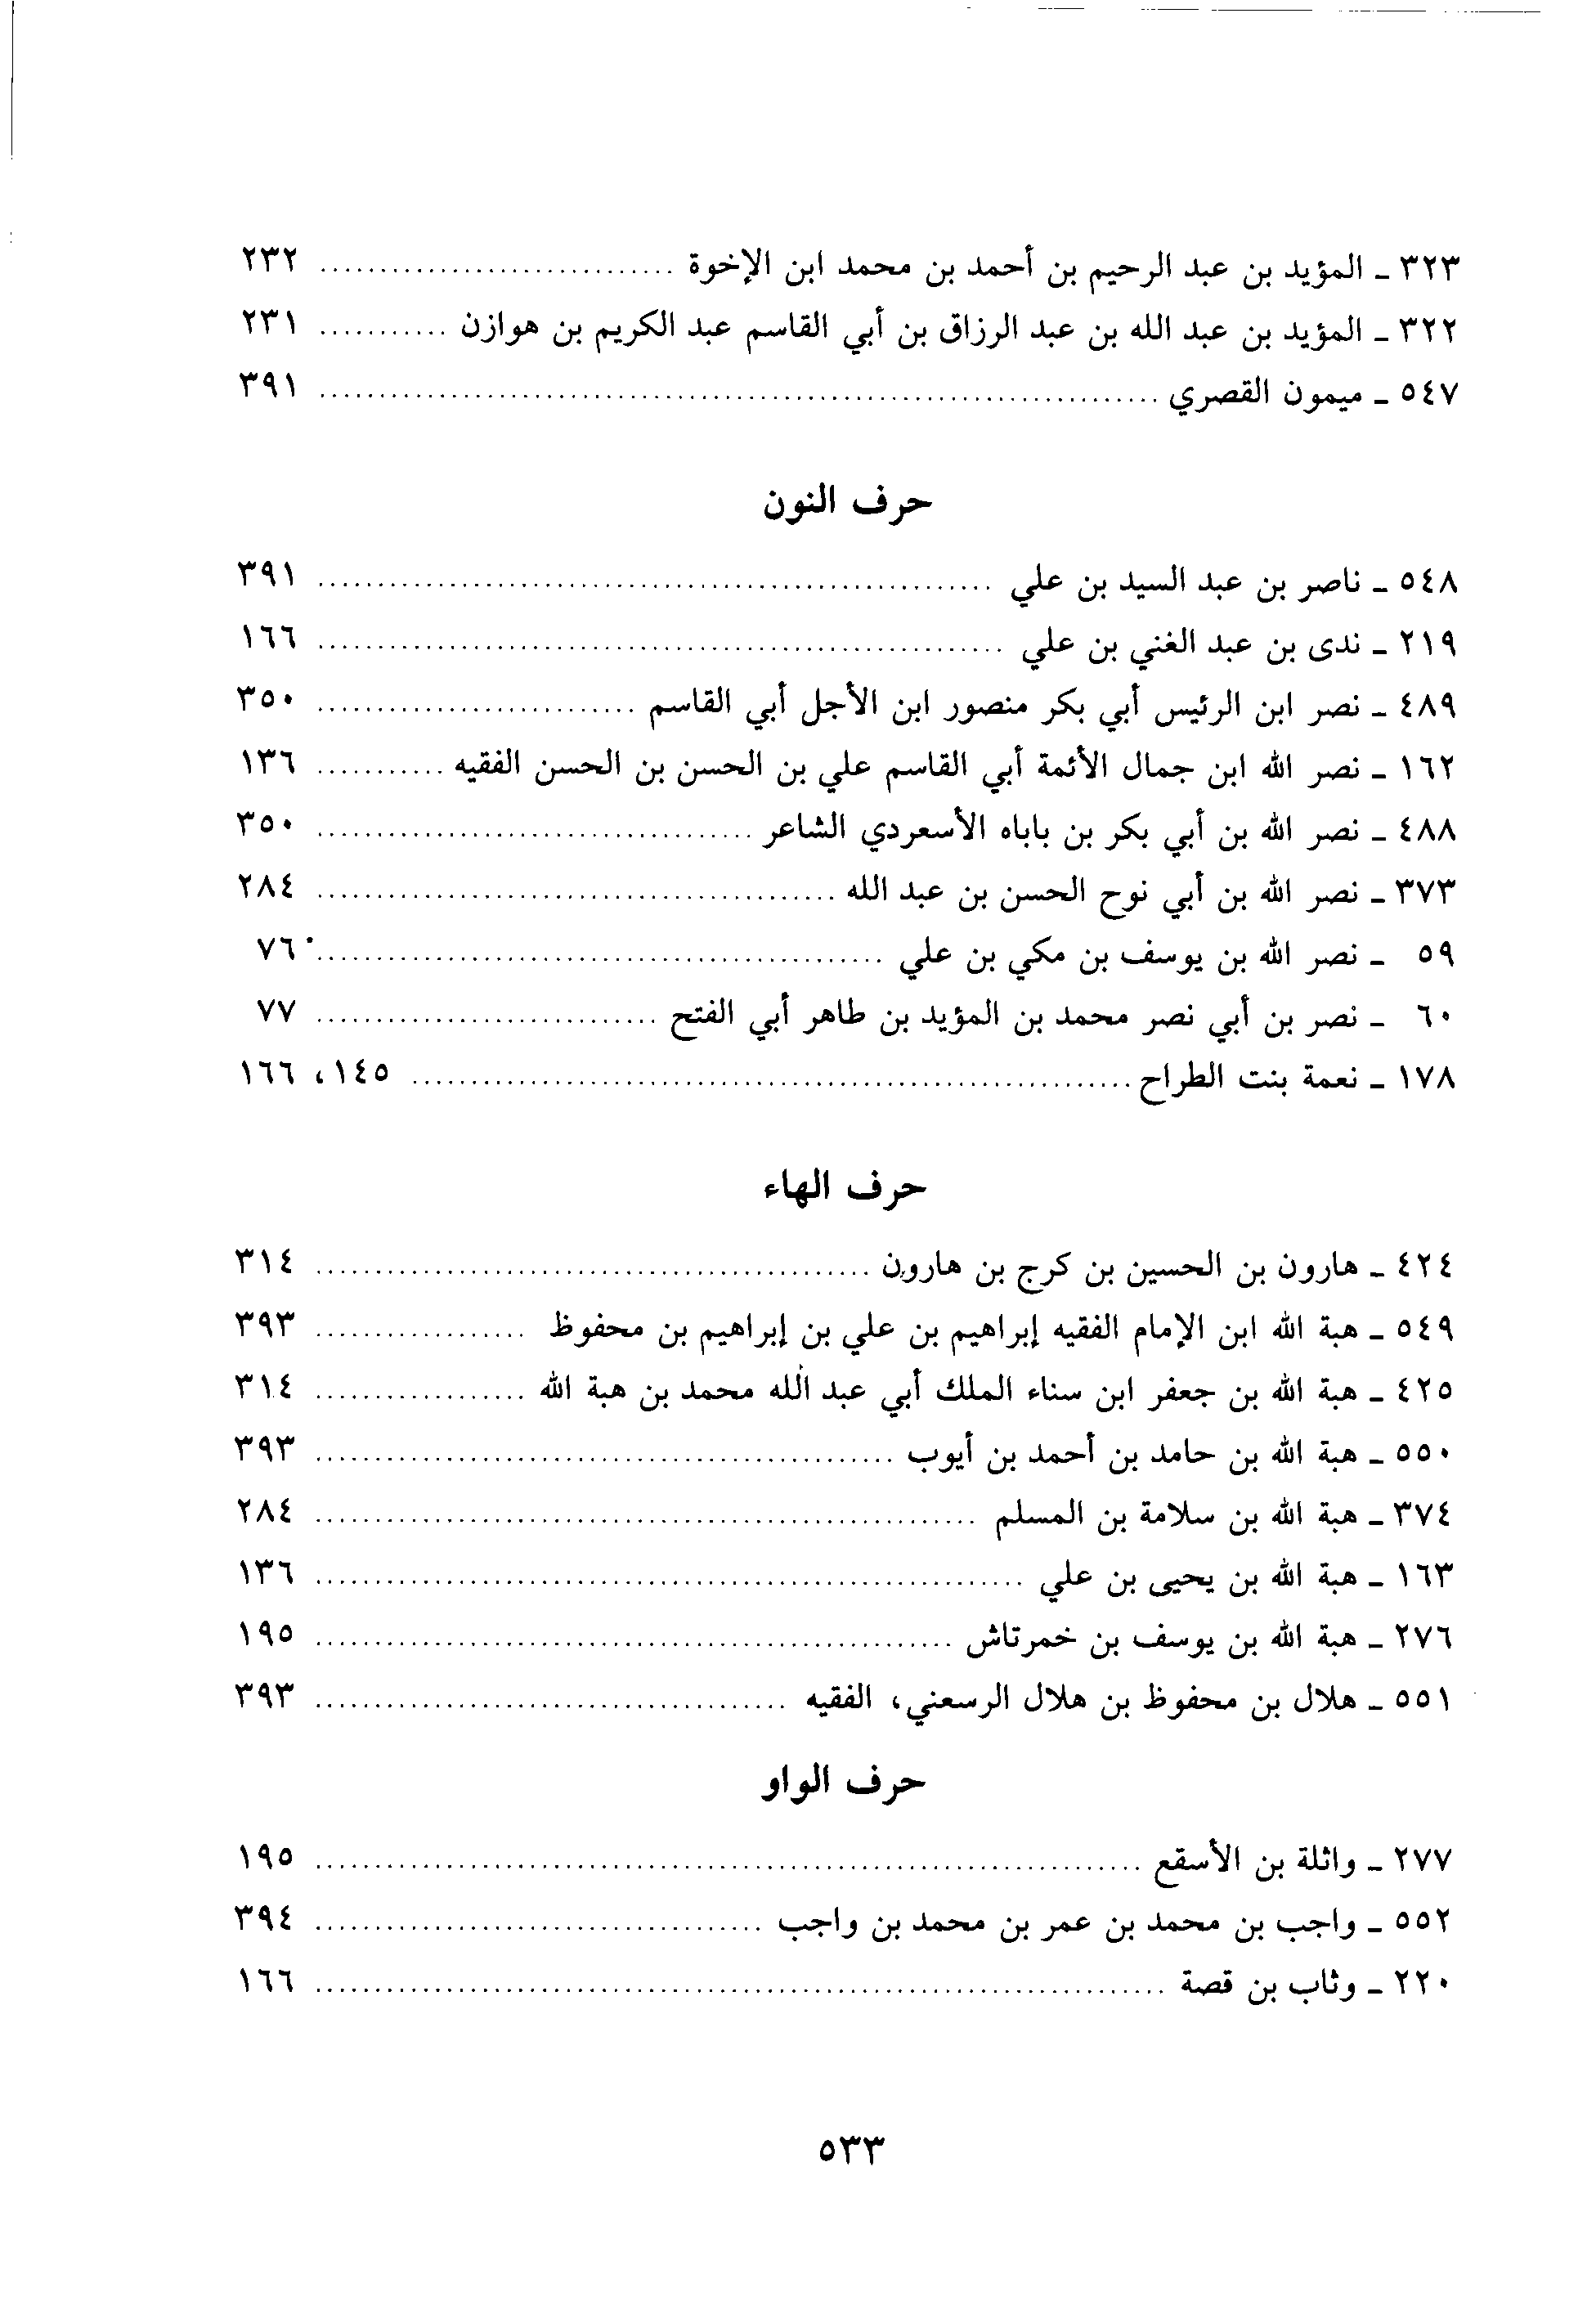 ٣٢٣ ـ المؤيد بن عبد الرحيم بن أحمد بن محمد ابن الإخوة .............................. ٢٣٢
٣٢٢ ـ المؤيد بن عبد الله بن عبد الرزاق بن أبي القاسم عبد الكريم بن هوازن ........... ٢٣١
٥٤٧ ـ ميمون القصري .............................. ٣٩١
حرف النون
٥٤٨ ـ ناصر بن عبد السيد بن علي .............................. ٣٩١
٢١٩ ـ ندى بن عبد الغني بن علي .............................. ١٦٦
٤٨٩ ـ نصر ابن الرئيس أبي بكر منصور ابن الأجل أبي القاسم .............................. ٣٥٠
١٦٢ ـ نصر الله ابن جمال الأئمة أبي القاسم علي بن الحسن بن الحسن الفقيه ........... ١٣٦
٤٨٨ ـ نصر الله بن أبي بكر بن باباه الأسعردي الشاعر .............................. ٣٥٠
٣٧٣ ـ نصر الله بن أبي نوح الحسن بن عبد الله .............................. ٢٨٤
٥٩ ـ نصر الله بن يوسف بن مكي بن علي .............................. ٧٦
٦٠ ـ نصر بن أبي نصر محمد بن المؤيد بن طاهر أبي الفتح .............................. ٧٧
١٧٨ ـ نعمة بنت الطراح .............................. ١٤٥، ١٦٦
حرف الهاء
٤٢٤ ـ هارون بن الحسين بن كرج بن هارون .............................. ٣١٤
٥٤٩ ـ هبة الله ابن الإمام الفقيه إبراهيم بن علي بن إبراهيم بن محفوظ .................. ٣٩٣
٤٢٥ ـ هبة الله بن جعفر ابن سناء الملك أبي عبد الله محمد بن هبة الله .................. ٣١٤
٥٥٠ ـ هبة الله بن حامد بن أحمد بن أيوب .............................. ٣٩٣
٣٧٤ ـ هبة الله بن سلامة بن المسلم .............................. ٢٨٤
١٦٣ ـ هبة الله بن يحيى بن علي .............................. ١٣٦
٢٧٦ ـ هبة الله بن يوسف بن خمرتاش .............................. ١٩٥
٥٥١ ـ هلال بن محفوظ بن هلال الرسعني، الفقيه .............................. ٣٩٣
حرف الواو
٢٧٧ ـ واثلة بن الأسقع .............................. ١٩٥
٥٥٢ ـ واجب بن محمد بن عمر بن محمد بن واجب .............................. ٣٩٤
٢٢٠ ـ وثاب بن قصة .............................. ١٦٦
٥٣٣